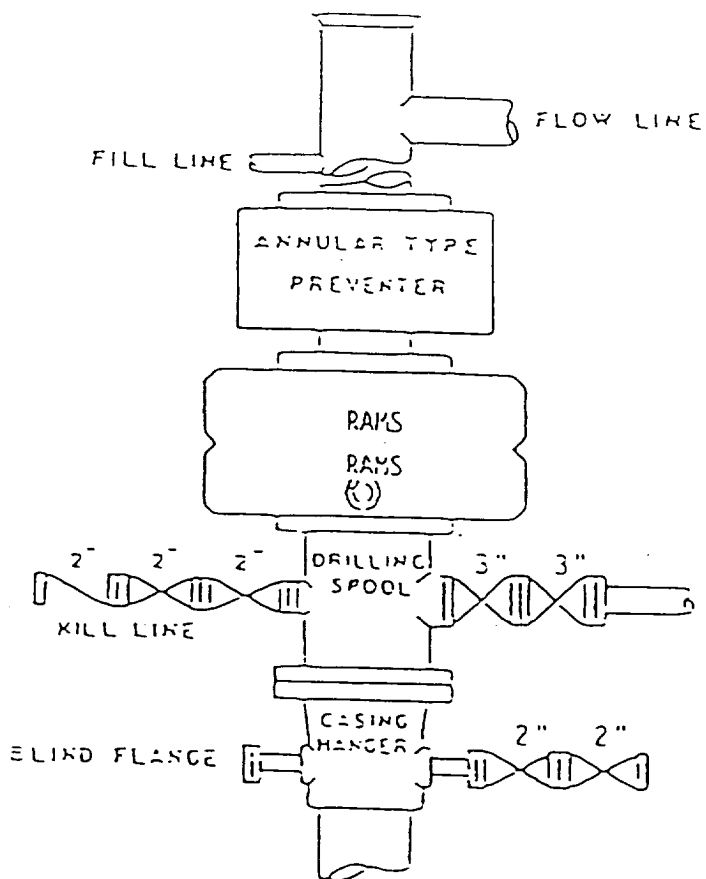 FLOW LINE
FILL LINE
ANNULAR TYPE
PREVENTER
RAMS
RAMS
DRILLING
SPOOL
2" 2" 2"
3" 3"
KILL LINE
CASING
HANGER
BLIND FLANGE
2" 2"